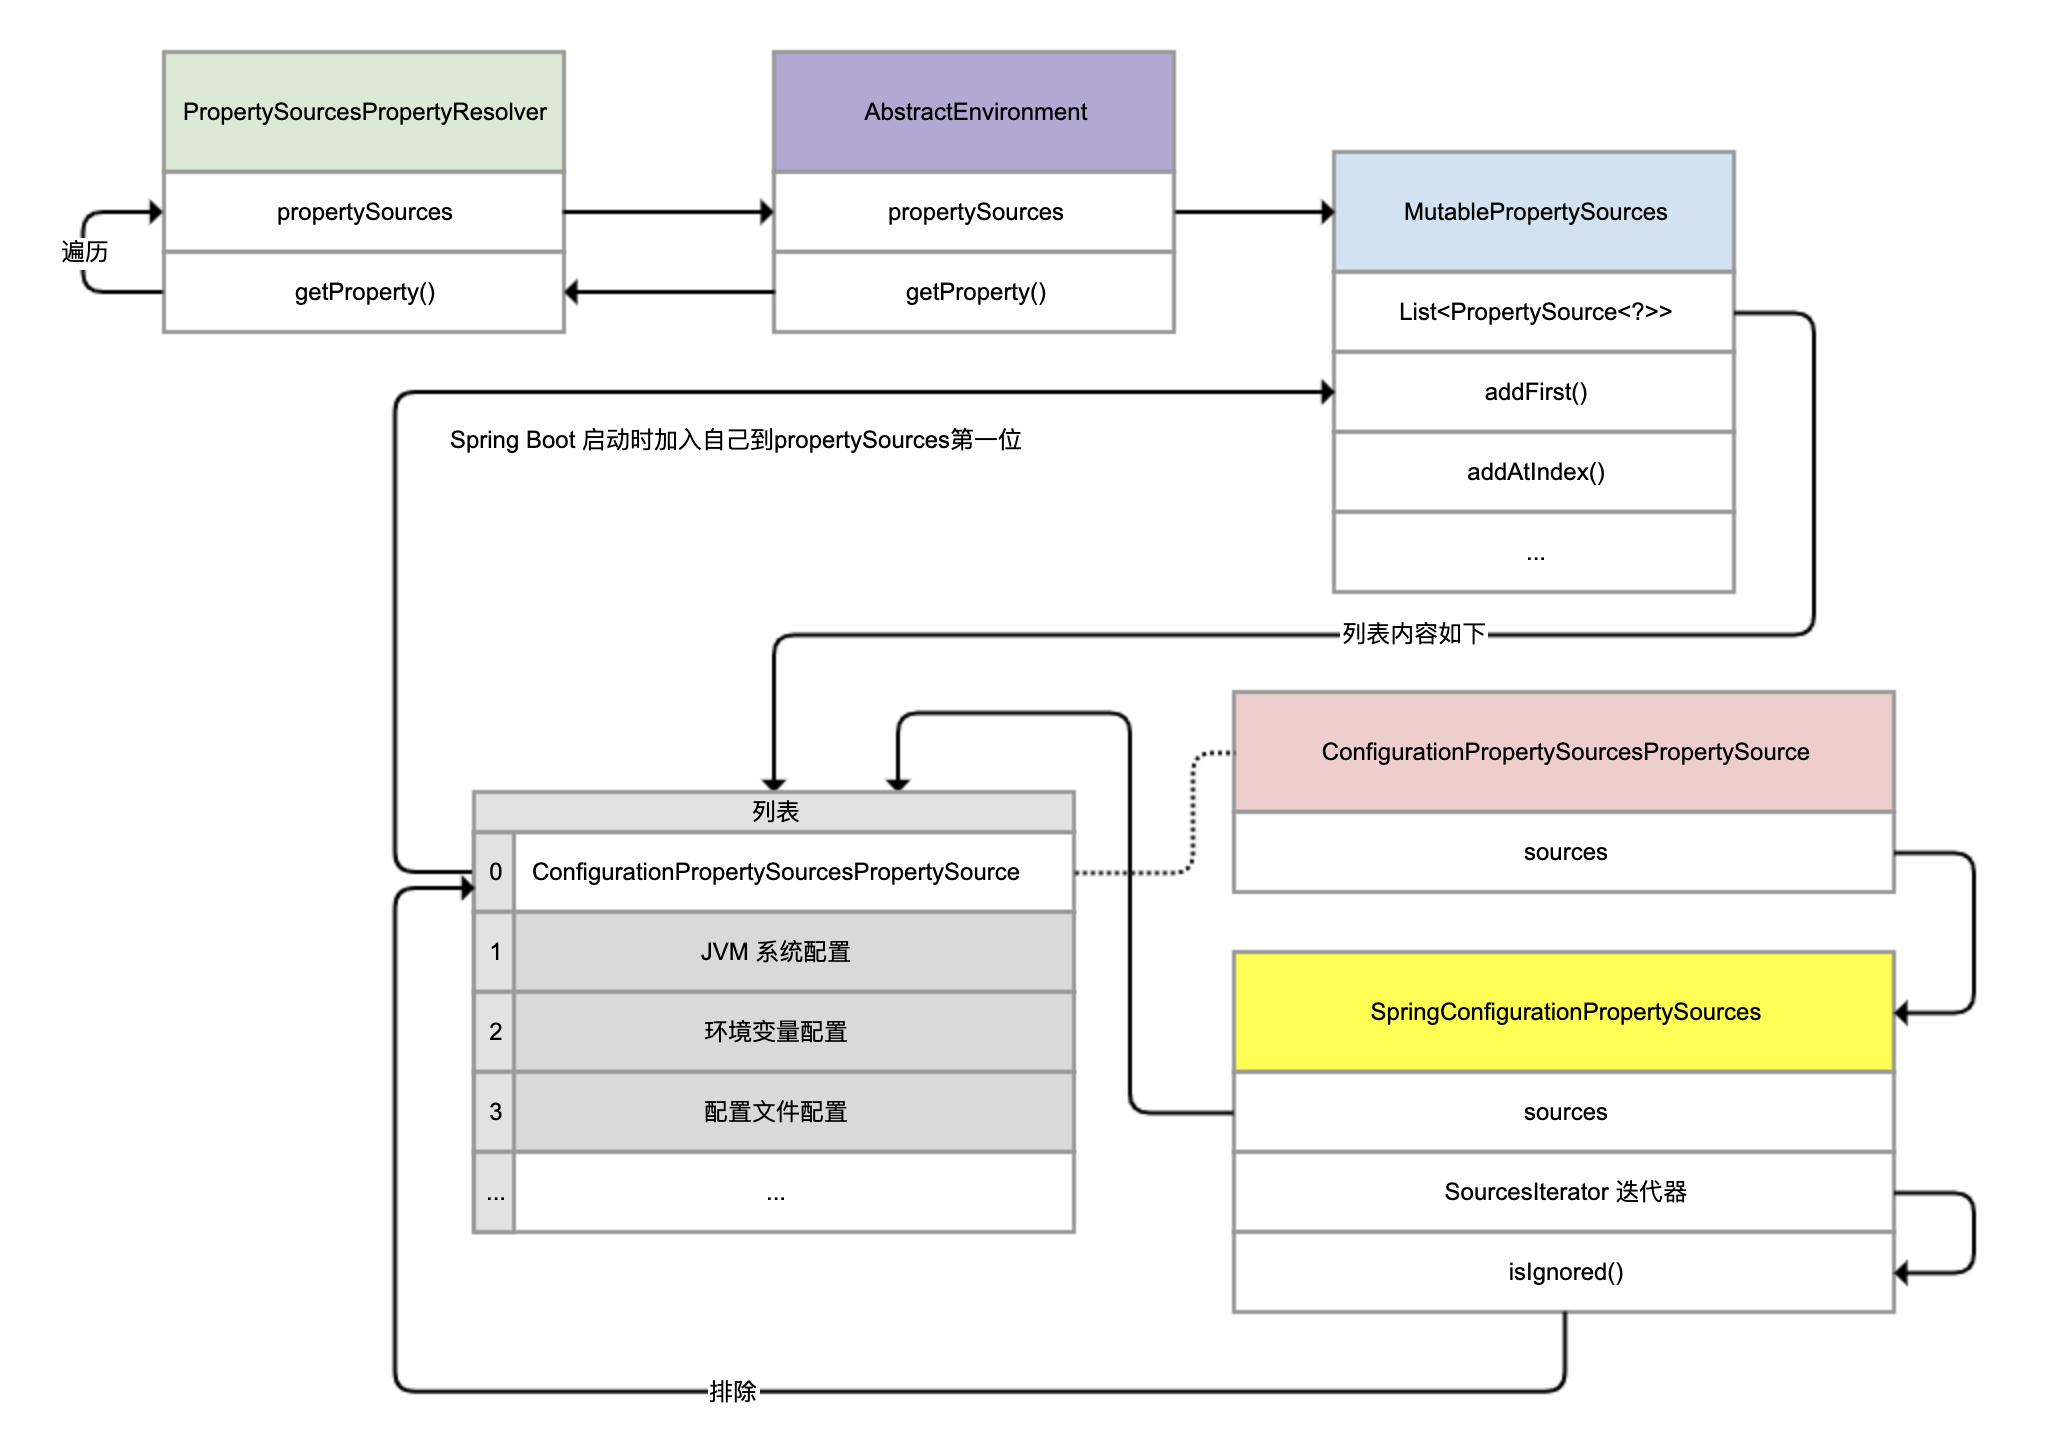 PropertySourcesPropertyResolver
propertySources
遍历
getProperty()
AbstractEnvironment
propertySources
getProperty()
MutablePropertySources
List<PropertySource<?>>
addFirst()
addAtIndex()
...
Spring Boot 启动时加入自己到propertySources第一位
列表内容如下
列表
0 ConfigurationPropertySourcesPropertySource
1 JVM 系统配置
2 环境变量配置
3 配置文件配置
... ...
ConfigurationPropertySourcesPropertySource
sources
SpringConfigurationPropertySources
sources
SourcesIterator 迭代器
isIgnored()
排除